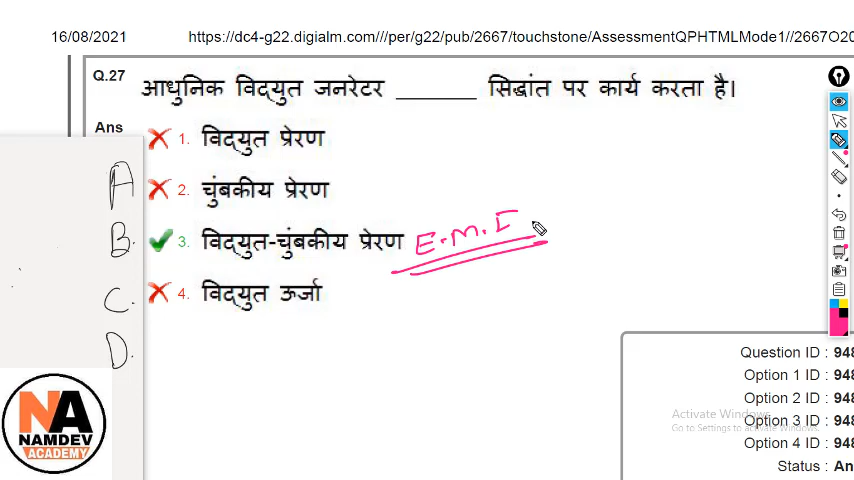 16/08/2021
https://dc4-g22.digialm.com///per/g22/pub/2667/touchstone/AssessmentQPHTMLMode1//2667O20
Q.27 आधुनिक विद्युत जनरेटर ________ सिद्धांत पर कार्य करता है।
Ans
1. विद्युत प्रेरण
2. चुंबकीय प्रेरण
3. विद्युत-चुंबकीय प्रेरण E.M.I
4. विद्युत ऊर्जा
A
B.
C.
D.
NA
NAMDEV
ACADEMY
Question ID : 948
Option 1 ID : 948
Option 2 ID : 948
Option 3 ID : 948
Option 4 ID : 948
Status : An
Activate Windows
Go to Settings to activate Windows.